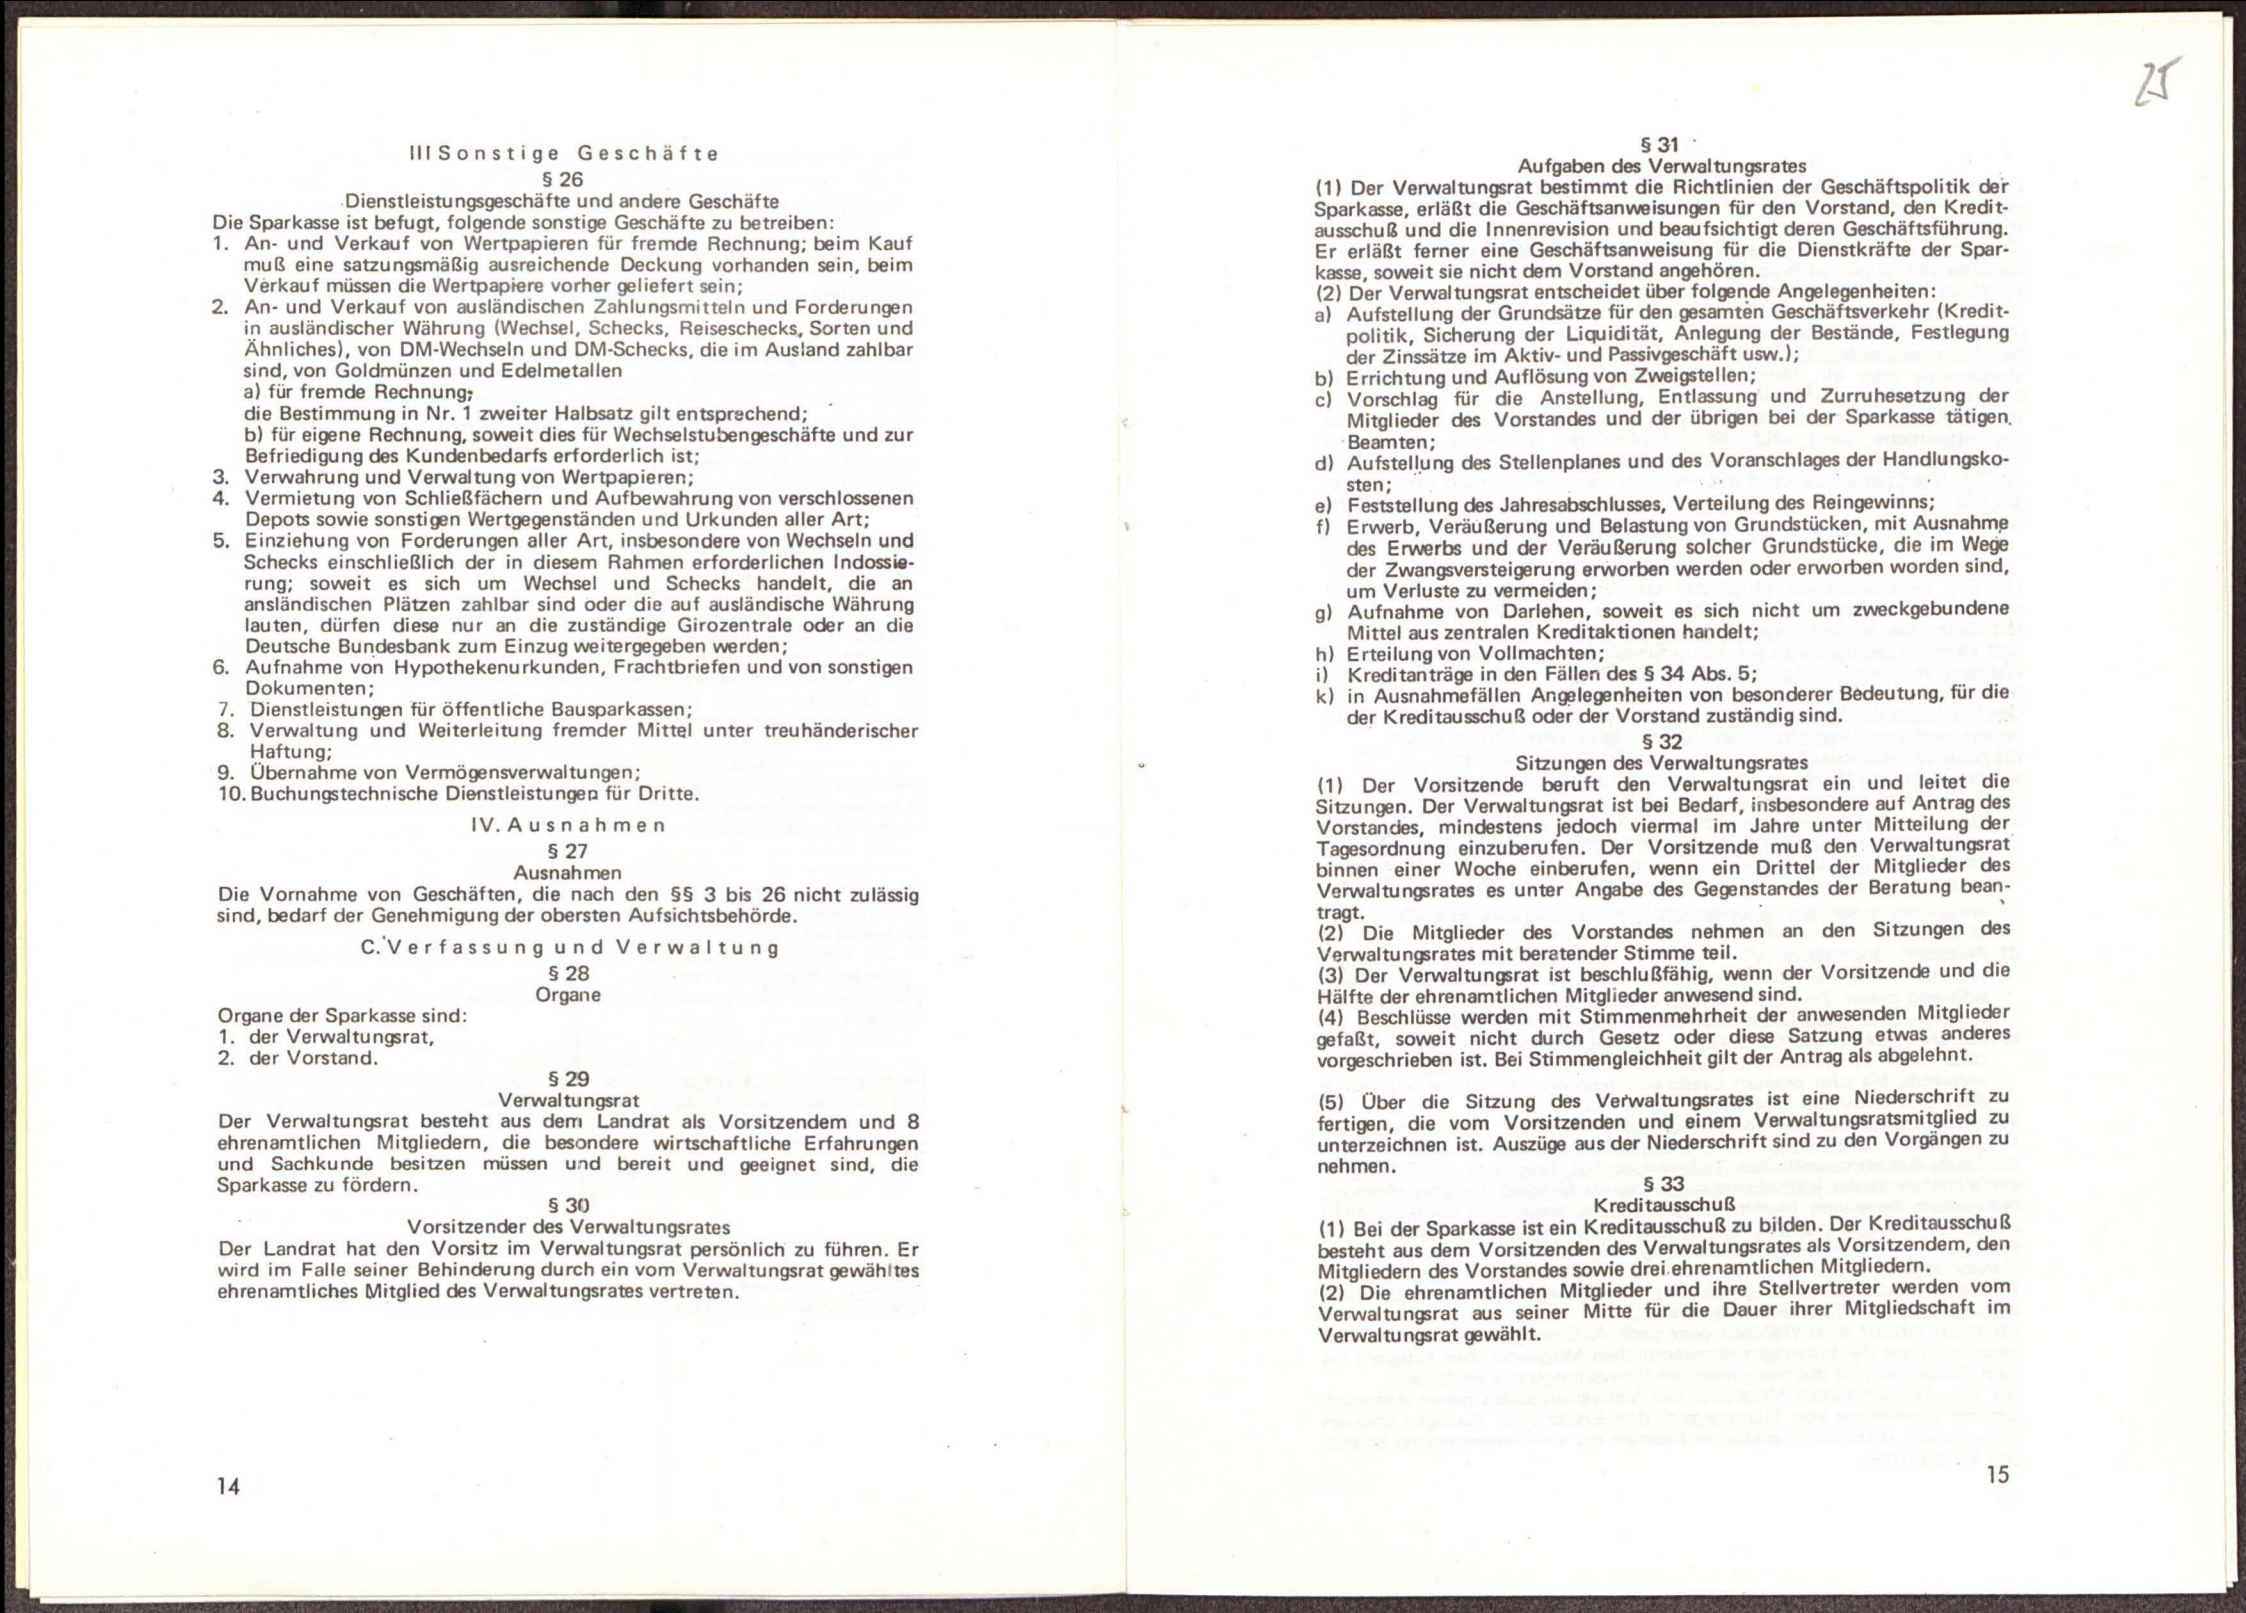 III Sonstige Geschäfte
§ 26
Dienstleistungsgeschäfte und andere Geschäfte
Die Sparkasse ist befugt, folgende sonstige Geschäfte zu betreiben:
1. An- und Verkauf von Wertpapieren für fremde Rechnung; beim Kauf
muß eine satzungsmäßig ausreichende Deckung vorhanden sein, beim
Verkauf müssen die Wertpapiere vorher geliefert sein;
2. An- und Verkauf von ausländischen Zahlungsmitteln und Forderungen
in ausländischer Währung (Wechsel, Schecks, Reiseschecks, Sorten und
Ähnliches), von DM-Wechseln und DM-Schecks, die im Ausland zahlbar
sind, von Goldmünzen und Edelmetallen
a) für fremde Rechnung;
die Bestimmung in Nr. 1 zweiter Halbsatz gilt entsprechend;
b) für eigene Rechnung, soweit dies für Wechselstubengeschäfte und zur
Befriedigung des Kundenbedarfs erforderlich ist;
3. Verwahrung und Verwaltung von Wertpapieren;
4. Vermietung von Schließfächern und Aufbewahrung von verschlossenen
Depots sowie sonstigen Wertgegenständen und Urkunden aller Art;
5. Einziehung von Forderungen aller Art, insbesondere von Wechseln und
Schecks einschließlich der in diesem Rahmen erforderlichen Indossie-
rung; soweit es sich um Wechsel und Schecks handelt, die an
ansländischen Plätzen zahlbar sind oder die auf ausländische Währung
lauten, dürfen diese nur an die zuständige Girozentrale oder an die
Deutsche Bundesbank zum Einzug weitergegeben werden;
6. Aufnahme von Hypothekenurkunden, Frachtbriefen und von sonstigen
Dokumenten;
7. Dienstleistungen für öffentliche Bausparkassen;
8. Verwaltung und Weiterleitung fremder Mittel unter treuhänderischer
Haftung;
9. Übernahme von Vermögensverwaltungen;
10. Buchungstechnische Dienstleistungen für Dritte.
IV. Ausnahmen
§ 27
Ausnahmen
Die Vornahme von Geschäften, die nach den §§ 3 bis 26 nicht zulässig
sind, bedarf der Genehmigung der obersten Aufsichtsbehörde.
C. Verfassung und Verwaltung
§ 28
Organe
Organe der Sparkasse sind:
1. der Verwaltungsrat,
2. der Vorstand.
§ 29
Verwaltungsrat
Der Verwaltungsrat besteht aus dem Landrat als Vorsitzendem und 8
ehrenamtlichen Mitgliedern, die besondere wirtschaftliche Erfahrungen
und Sachkunde besitzen müssen und bereit und geeignet sind, die
Sparkasse zu fördern.
§ 30
Vorsitzender des Verwaltungsrates
Der Landrat hat den Vorsitz im Verwaltungsrat persönlich zu führen. Er
wird im Falle seiner Behinderung durch ein vom Verwaltungsrat gewähltes
ehrenamtliches Mitglied des Verwaltungsrates vertreten.
14
25
§ 31
Aufgaben des Verwaltungsrates
(1) Der Verwaltungsrat bestimmt die Richtlinien der Geschäftspolitik der
Sparkasse, erläßt die Geschäftsanweisungen für den Vorstand, den Kredit-
ausschuß und die Innenrevision und beaufsichtigt deren Geschäftsführung.
Er erläßt ferner eine Geschäftsanweisung für die Dienstkräfte der Spar-
kasse, soweit sie nicht dem Vorstand angehören.
(2) Der Verwaltungsrat entscheidet über folgende Angelegenheiten:
a) Aufstellung der Grundsätze für den gesamten Geschäftsverkehr (Kredit-
politik, Sicherung der Liquidität, Anlegung der Bestände, Festlegung
der Zinssätze im Aktiv- und Passivgeschäft usw.);
b) Errichtung und Auflösung von Zweigstellen;
c) Vorschlag für die Anstellung, Entlassung und Zurruhesetzung der
Mitglieder des Vorstandes und der übrigen bei der Sparkasse tätigen
Beamten;
d) Aufstellung des Stellenplanes und des Voranschlages der Handlungsko-
sten;
e) Feststellung des Jahresabschlusses, Verteilung des Reingewinns;
f) Erwerb, Veräußerung und Belastung von Grundstücken, mit Ausnahme
des Erwerbs und der Veräußerung solcher Grundstücke, die im Wege
der Zwangsversteigerung erworben werden oder erworben worden sind,
um Verluste zu vermeiden;
g) Aufnahme von Darlehen, soweit es sich nicht um zweckgebundene
Mittel aus zentralen Kreditaktionen handelt;
h) Erteilung von Vollmachten;
i) Kreditanträge in den Fällen des § 34 Abs. 5;
k) in Ausnahmefällen Angelegenheiten von besonderer Bedeutung, für die
der Kreditausschuß oder der Vorstand zuständig sind.
§ 32
Sitzungen des Verwaltungsrates
(1) Der Vorsitzende beruft den Verwaltungsrat ein und leitet die
Sitzungen. Der Verwaltungsrat ist bei Bedarf, insbesondere auf Antrag des
Vorstandes, mindestens jedoch viermal im Jahre unter Mitteilung der
Tagesordnung einzuberufen. Der Vorsitzende muß den Verwaltungsrat
binnen einer Woche einberufen, wenn ein Drittel der Mitglieder des
Verwaltungsrates es unter Angabe des Gegenstandes der Beratung bean-
tragt.
(2) Die Mitglieder des Vorstandes nehmen an den Sitzungen des
Verwaltungsrates mit beratender Stimme teil.
(3) Der Verwaltungsrat ist beschlußfähig, wenn der Vorsitzende und die
Hälfte der ehrenamtlichen Mitglieder anwesend sind.
(4) Beschlüsse werden mit Stimmenmehrheit der anwesenden Mitglieder
gefaßt, soweit nicht durch Gesetz oder diese Satzung etwas anderes
vorgeschrieben ist. Bei Stimmengleichheit gilt der Antrag als abgelehnt.
(5) Über die Sitzung des Verwaltungsrates ist eine Niederschrift zu
fertigen, die vom Vorsitzenden und einem Verwaltungsratsmitglied zu
unterzeichnen ist. Auszüge aus der Niederschrift sind zu den Vorgängen zu
nehmen.
§ 33
Kreditausschuß
(1) Bei der Sparkasse ist ein Kreditausschuß zu bilden. Der Kreditausschuß
besteht aus dem Vorsitzenden des Verwaltungsrates als Vorsitzendem, den
Mitgliedern des Vorstandes sowie drei ehrenamtlichen Mitgliedern.
(2) Die ehrenamtlichen Mitglieder und ihre Stellvertreter werden vom
Verwaltungsrat aus seiner Mitte für die Dauer ihrer Mitgliedschaft im
Verwaltungsrat gewählt.
15